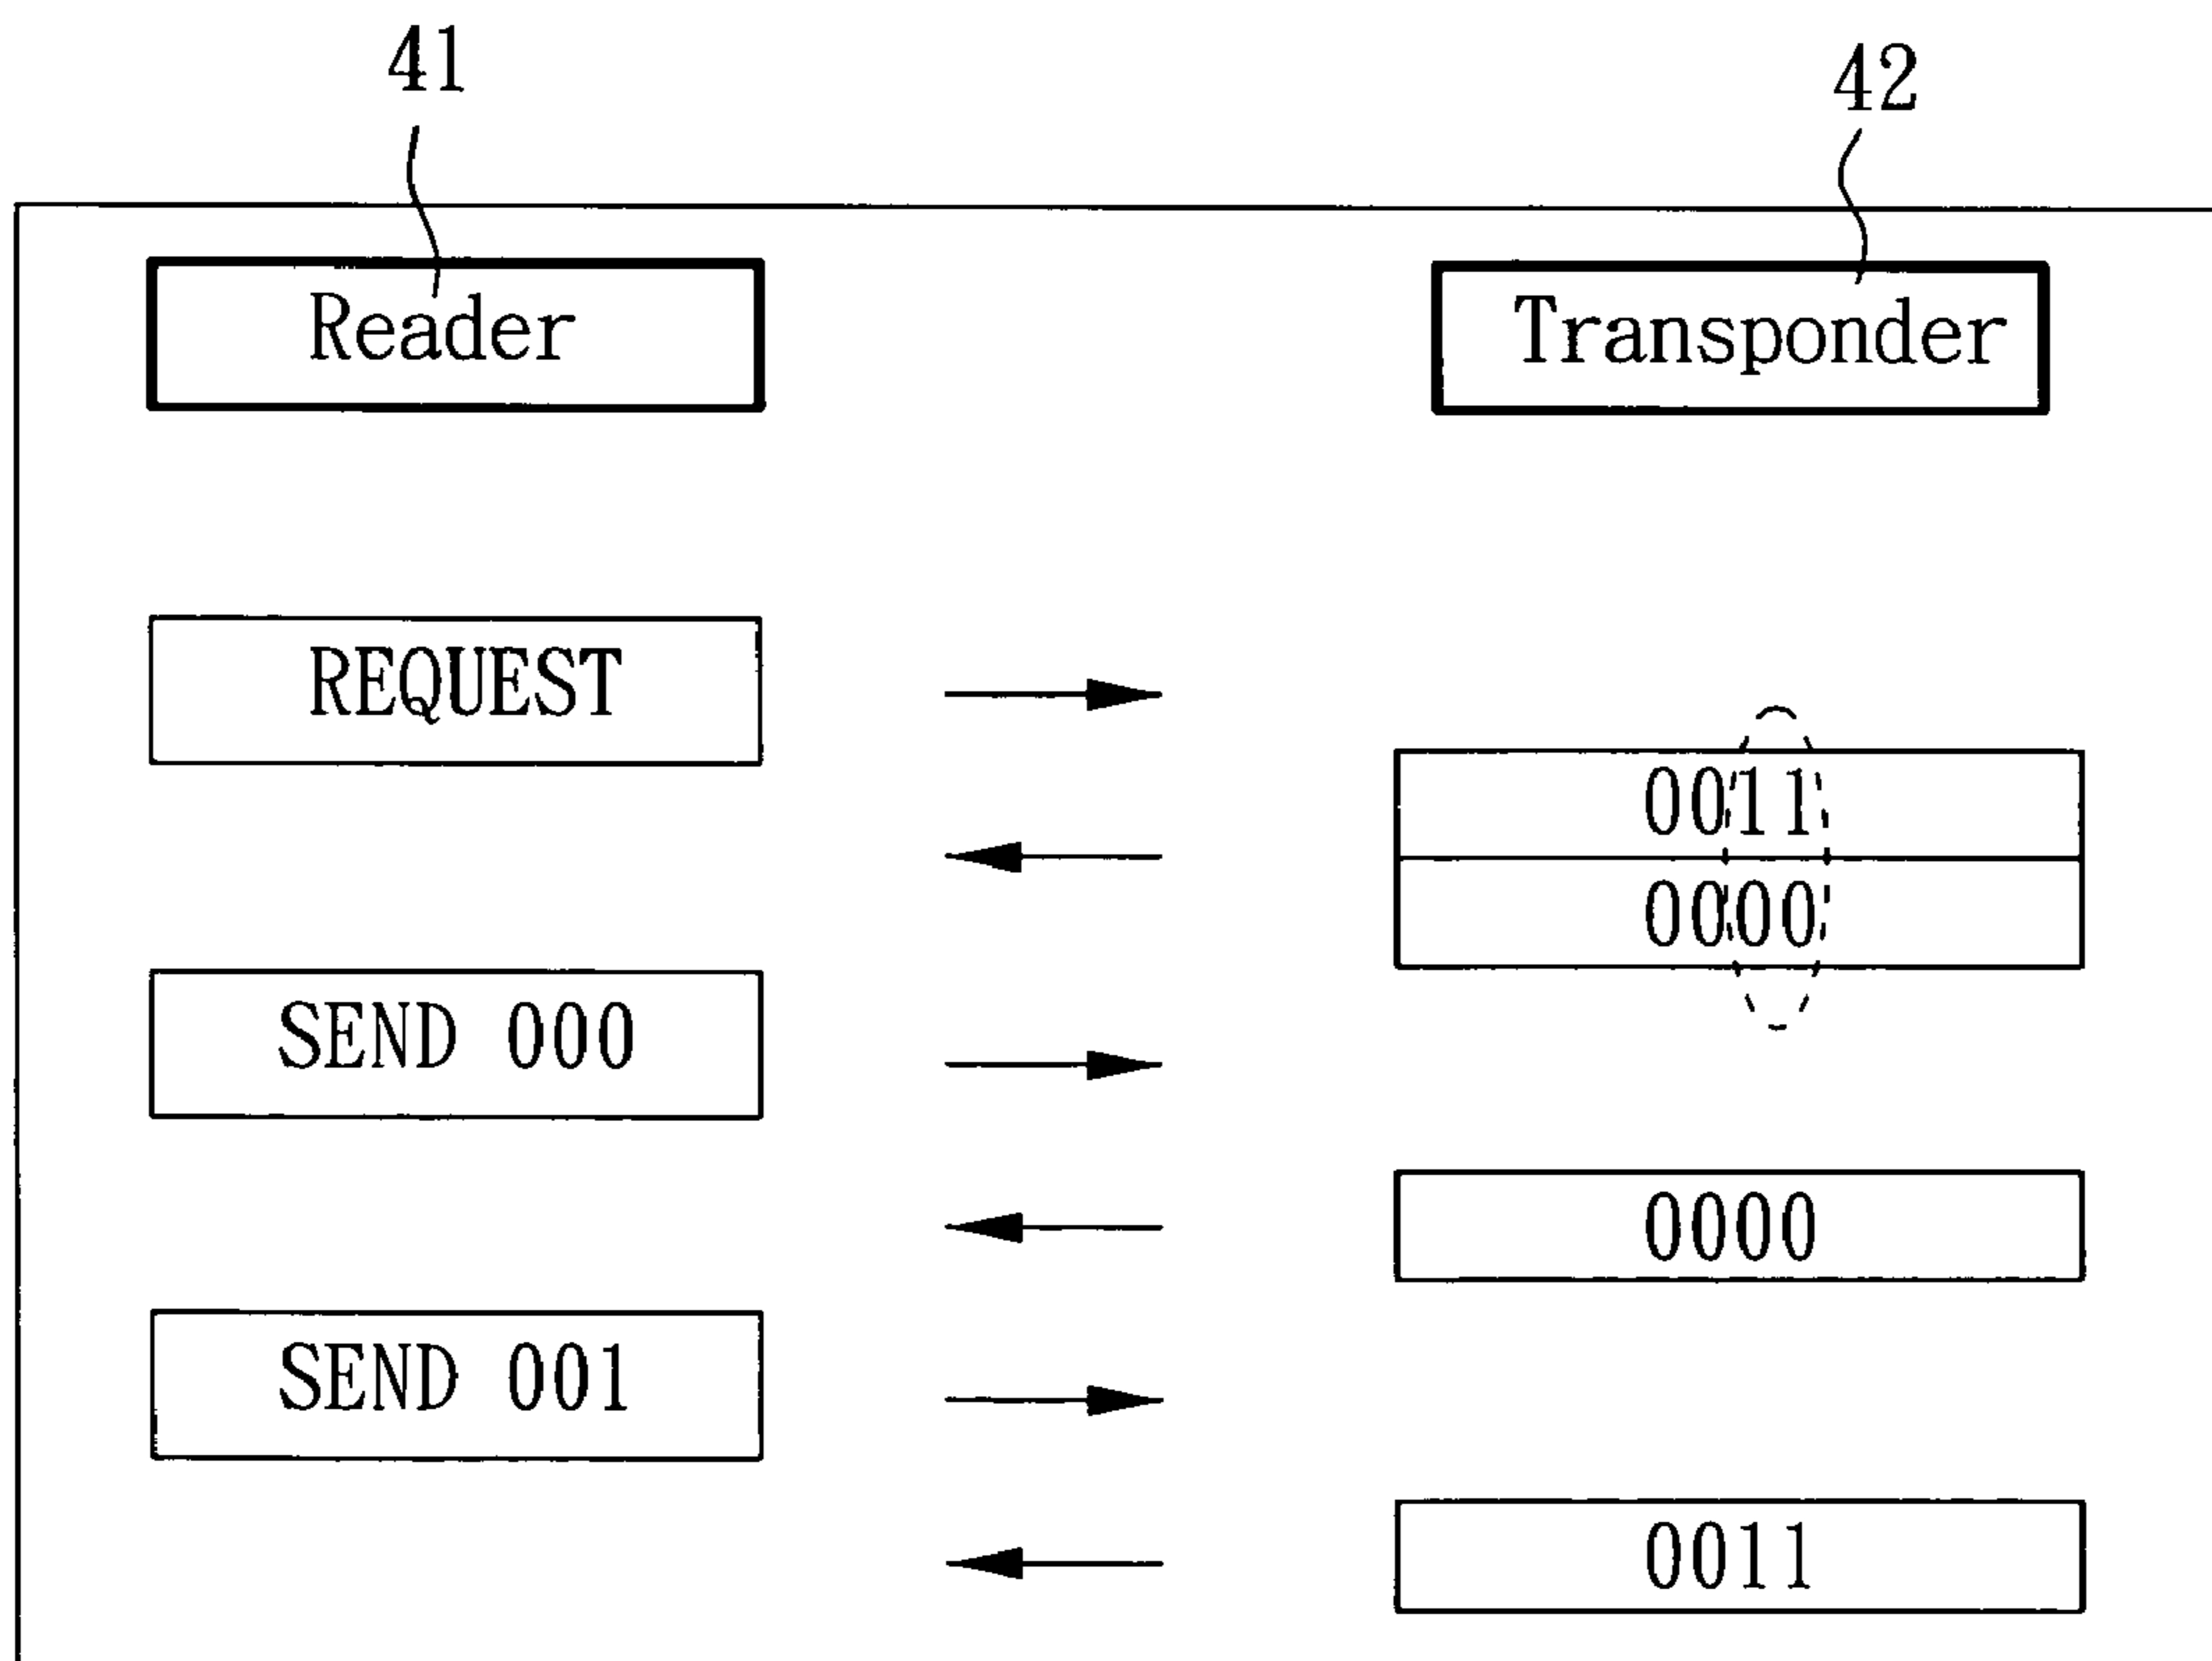 41
42
Reader
Transponder
REQUEST
0011
0000
SEND 000
0000
SEND 001
0011